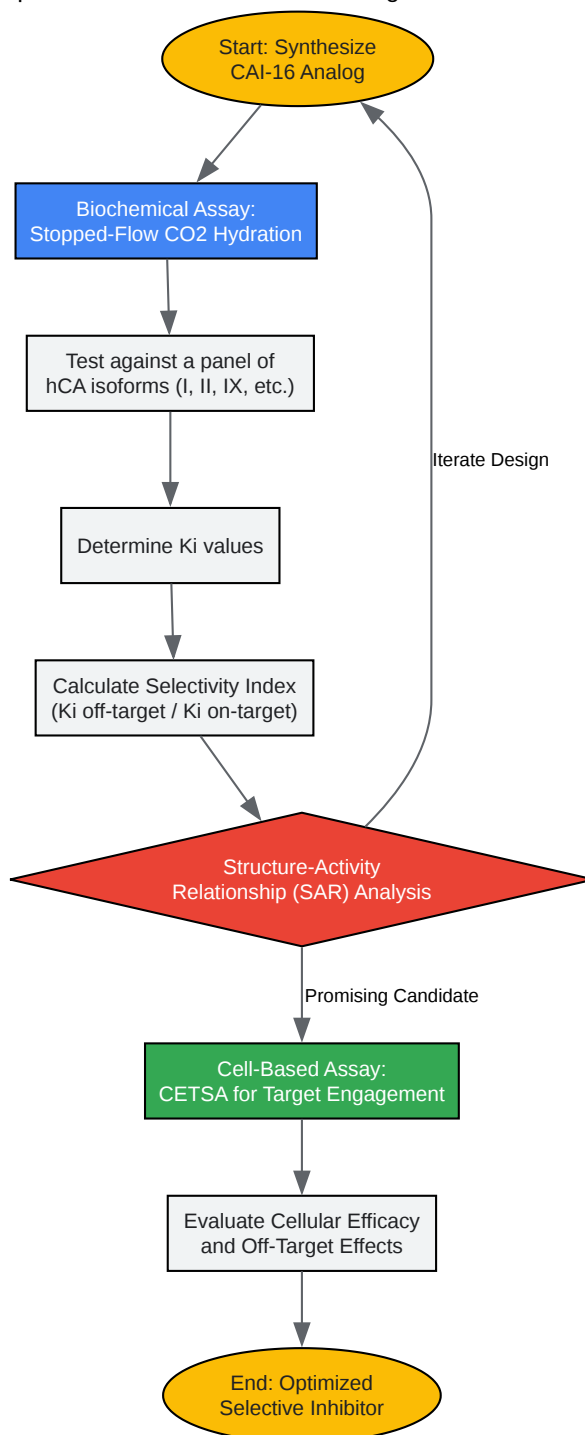 Start: Synthesize
CAI-16 Analog
Biochemical Assay:
Stopped-Flow CO2 Hydration
Test against a panel of
hCA isoforms (I, II, IX, etc.)
Iterate Design
Determine Ki values
Calculate Selectivity Index
(Ki off-target / Ki on-target)
Structure-Activity
Relationship (SAR) Analysis
Promising Candidate
Cell-Based Assay:
CETSA for Target Engagement
Evaluate Cellular Efficacy
and Off-Target Effects
End: Optimized
Selective Inhibitor